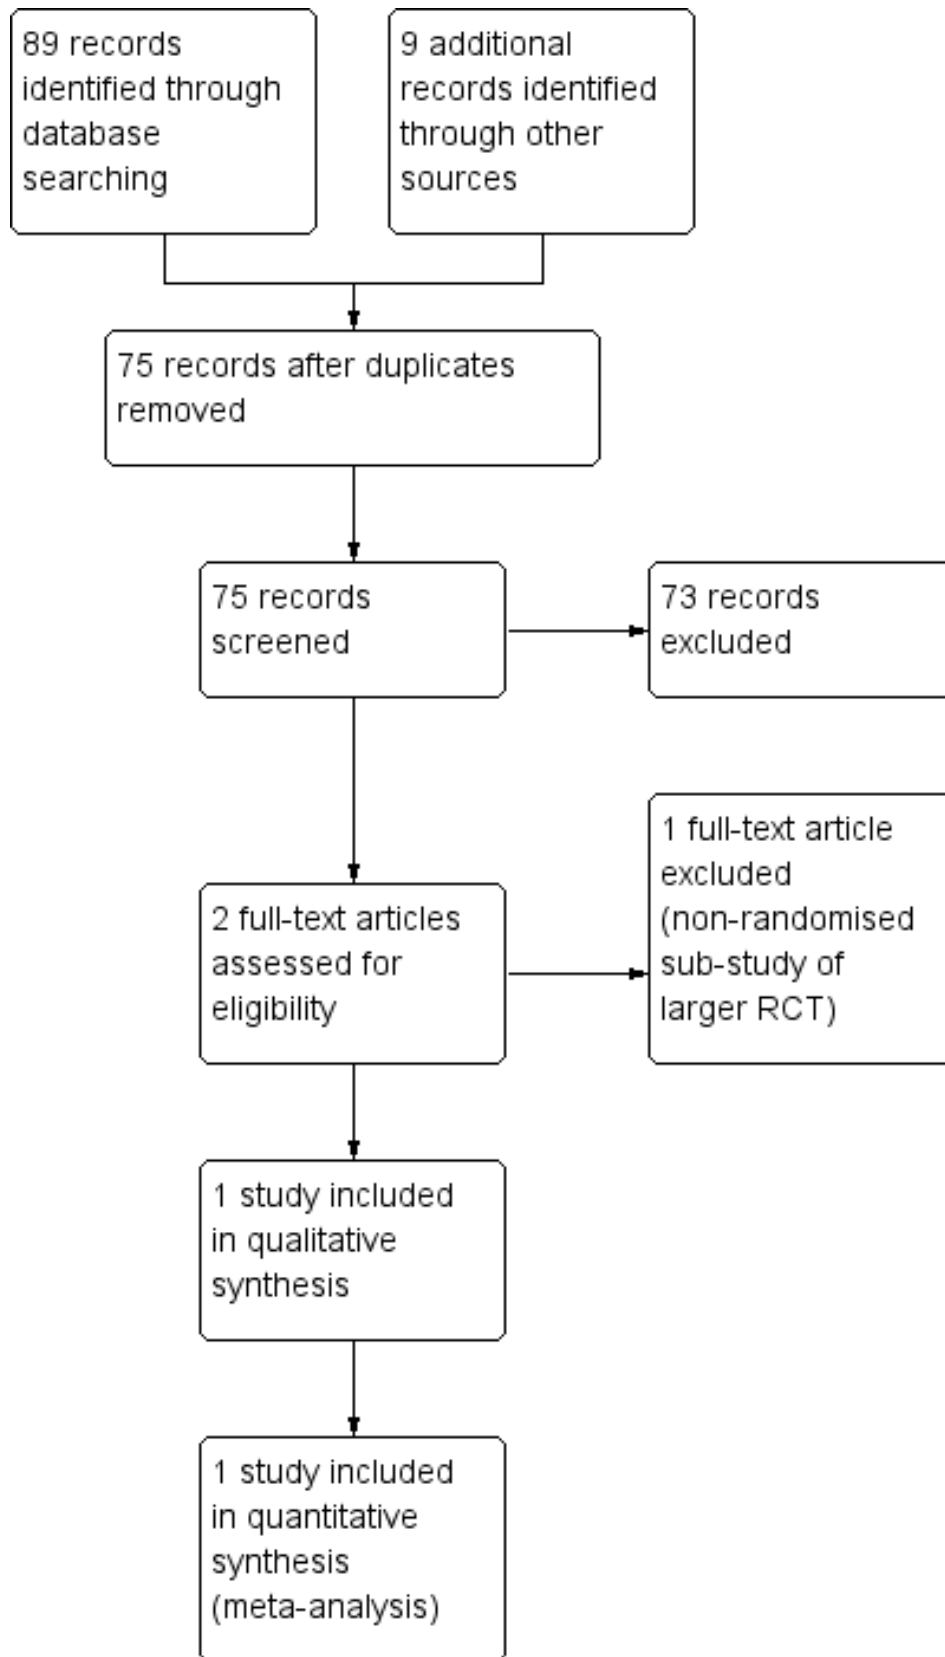 89 records
identified through
database
searching
9 additional
records identified
through other
sources
75 records after duplicates
removed
75 records
screened
73 records
excluded
2 full-text articles
assessed for
eligibility
1 full-text article
excluded
(non-randomised
sub-study of
larger RCT)
1 study included
in qualitative
synthesis
1 study included
in quantitative
synthesis
(meta-analysis)